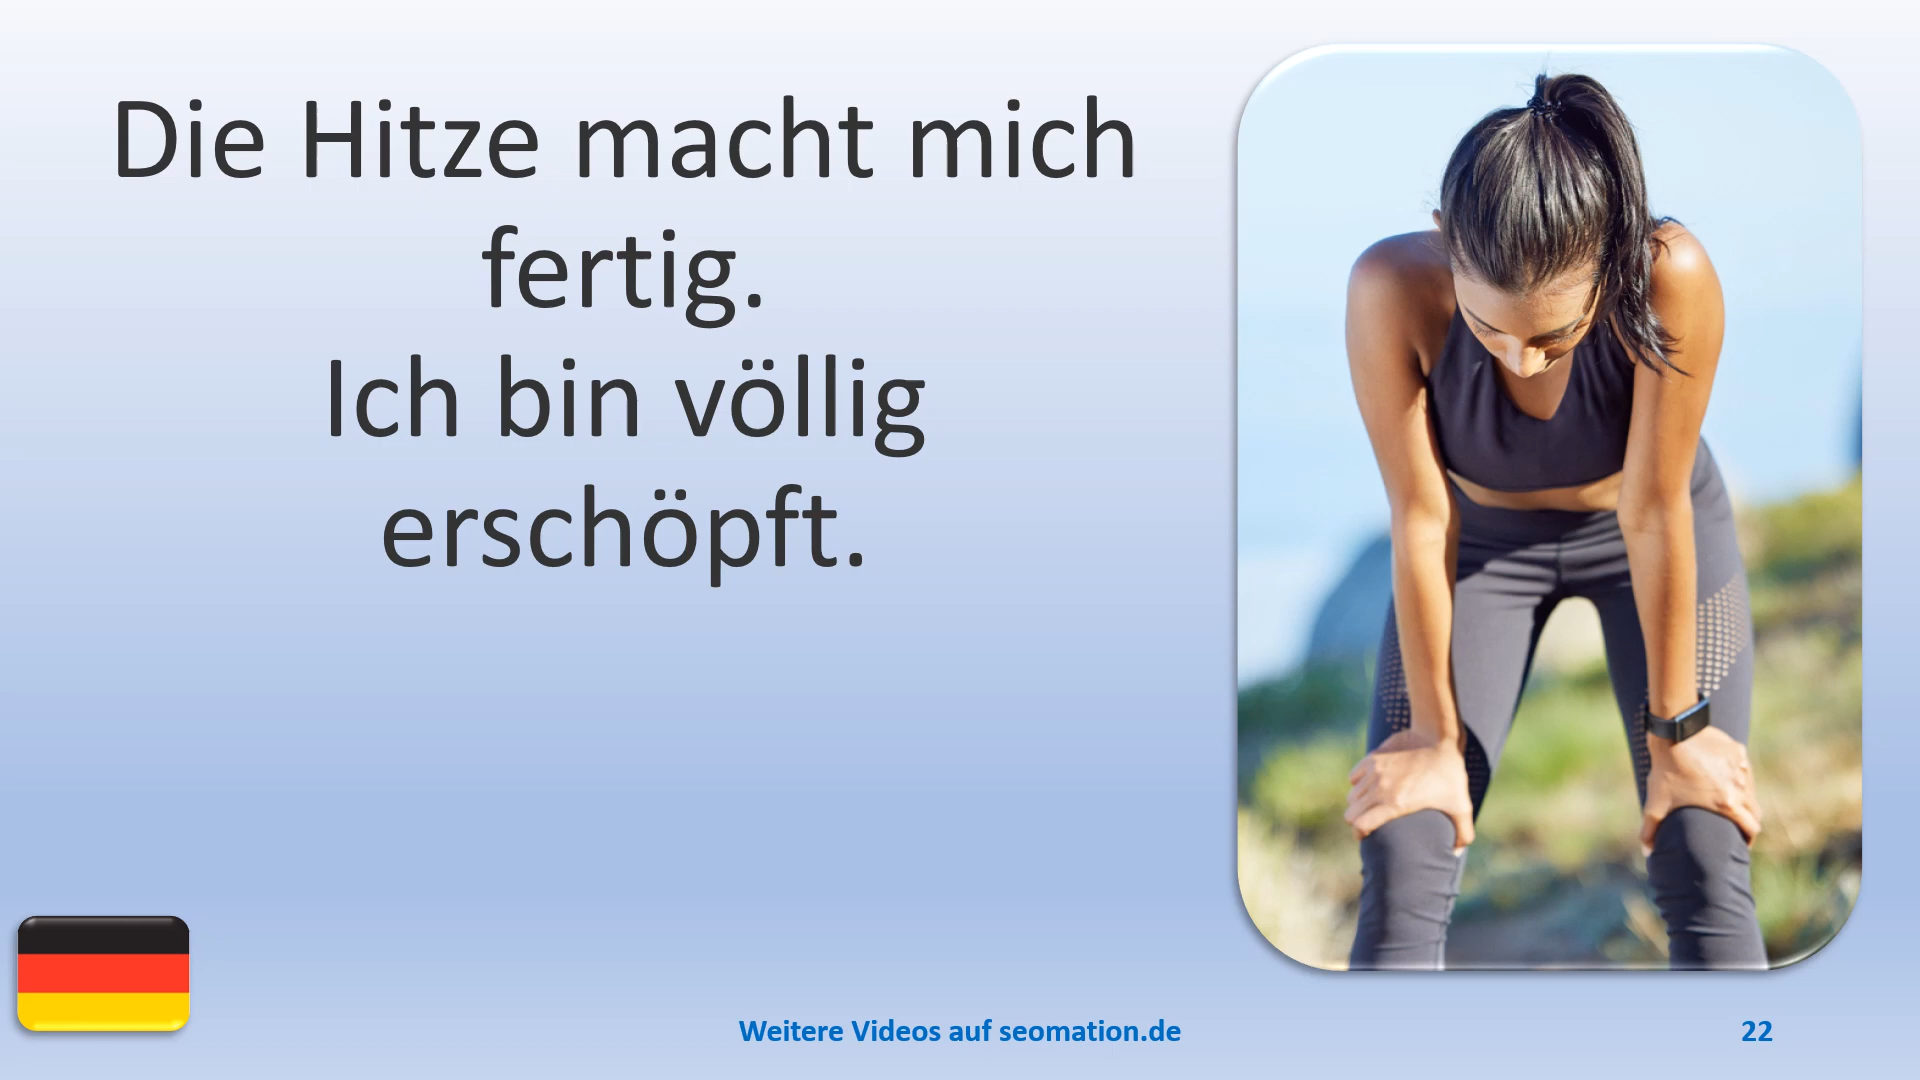 Die Hitze macht mich
fertig.
Ich bin völlig
erschöpft.
Weitere Videos auf seomation.de
22